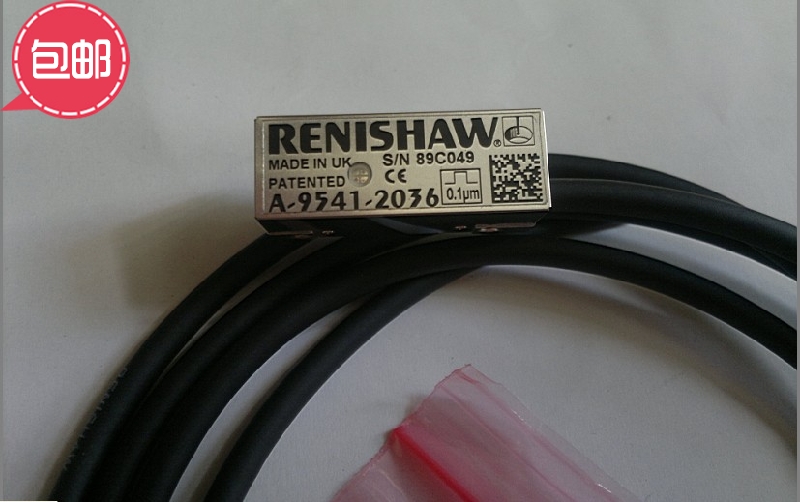 包邮
RENISHAW®
MADE IN UK S/N 89C049
PATENTED CE
A-9541-2036 0.1µm